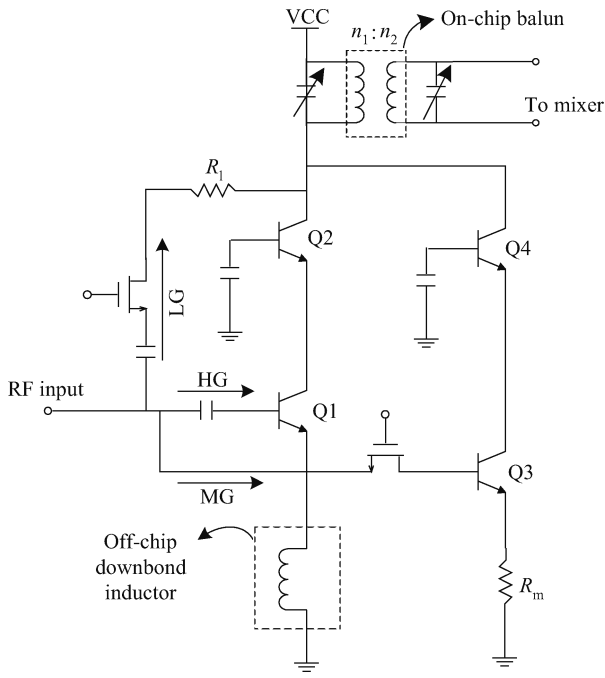 VCC
n₁ : n₂
On-chip balun
To mixer
R₁
Q2
Q4
LG
RF input
HG
Q1
MG
Q3
Off-chip
downbond
inductor
Rₘ